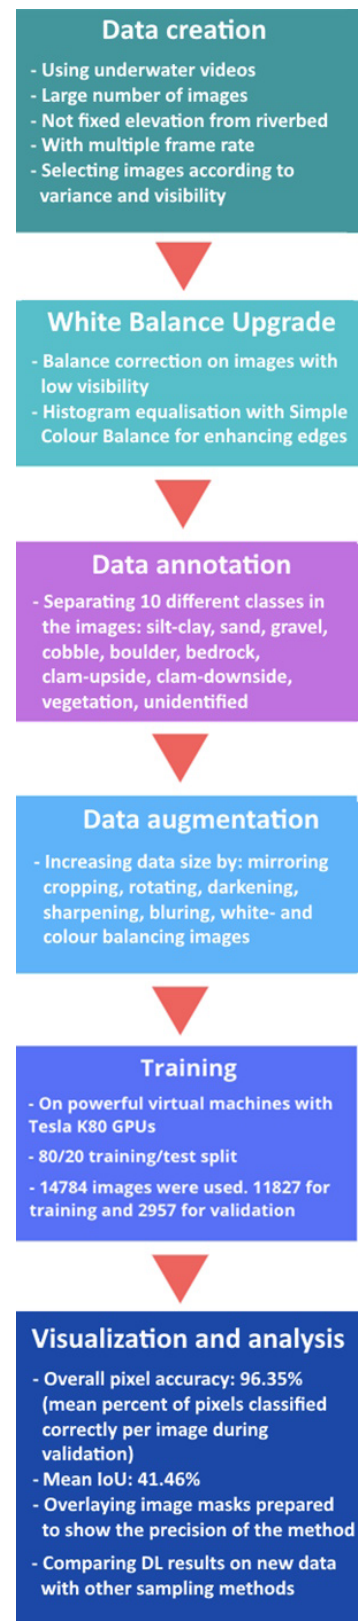 Data creation
- Using underwater videos
- Large number of images
- Not fixed elevation from riverbed
- With multiple frame rate
- Selecting images according to
variance and visibility
White Balance Upgrade
- Balance correction on images with
low visibility
- Histogram equalisation with Simple
Colour Balance for enhancing edges
Data annotation
- Separating 10 different classes in
the images: silt-clay, sand, gravel,
cobble, boulder, bedrock,
clam-upside, clam-downside,
vegetation, unidentified
Data augmentation
- Increasing data size by: mirroring
cropping, rotating, darkening,
sharpening, bluring, white- and
colour balancing images
Training
- On powerful virtual machines with
Tesla K80 GPUs
- 80/20 training/test split
- 14784 images were used. 11827 for
training and 2957 for validation
Visualization and analysis
- Overall pixel accuracy: 96.35%
(mean percent of pixels classified
correctly per image during
validation)
- Mean IoU: 41.46%
- Overlaying image masks prepared
to show the precision of the method
- Comparing DL results on new data
with other sampling methods